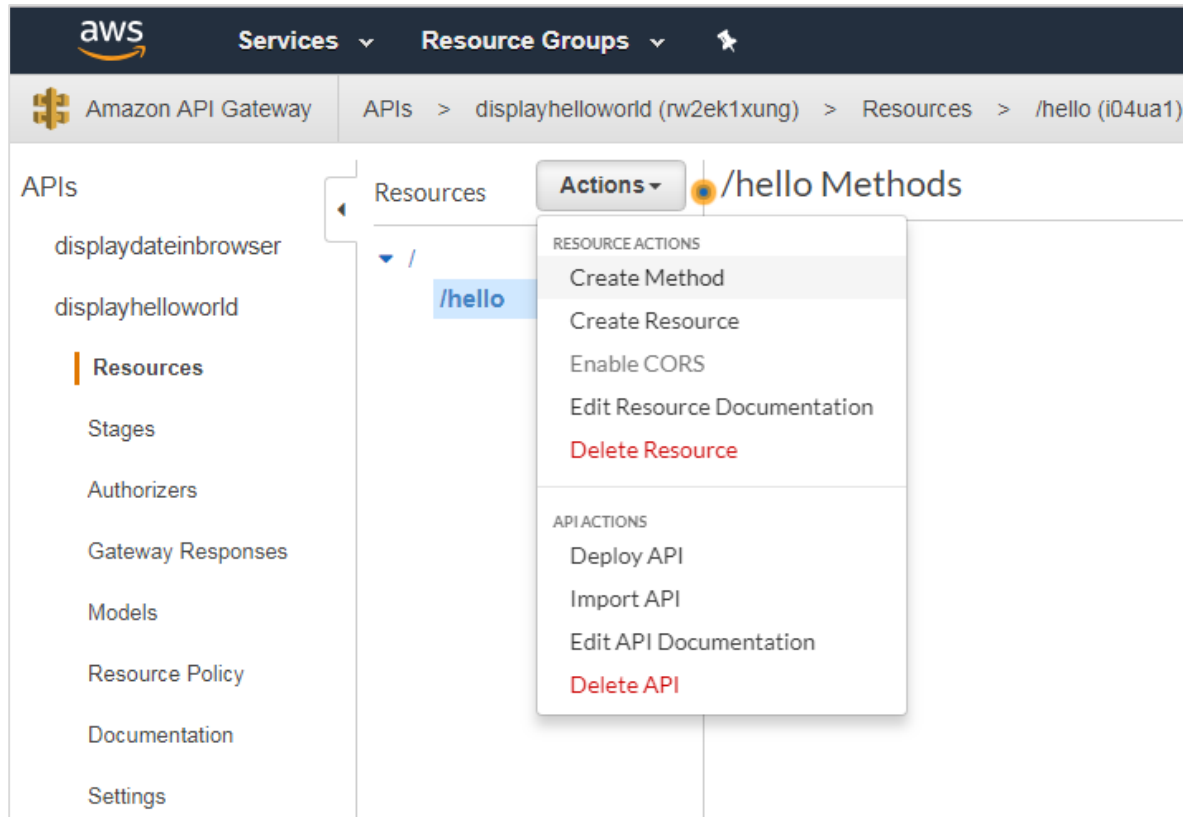 aws Services Resource Groups
Amazon API Gateway APIs > displayhelloworld (rw2ek1xung) > Resources > /hello (i04ua1)
APIs
displaydateinbrowser
displayhelloworld
Resources
Stages
Authorizers
Gateway Responses
Models
Resource Policy
Documentation
Settings
Resources
Actions
/
/hello
RESOURCE ACTIONS
Create Method
Create Resource
Enable CORS
Edit Resource Documentation
Delete Resource
API ACTIONS
Deploy API
Import API
Edit API Documentation
Delete API
/hello Methods